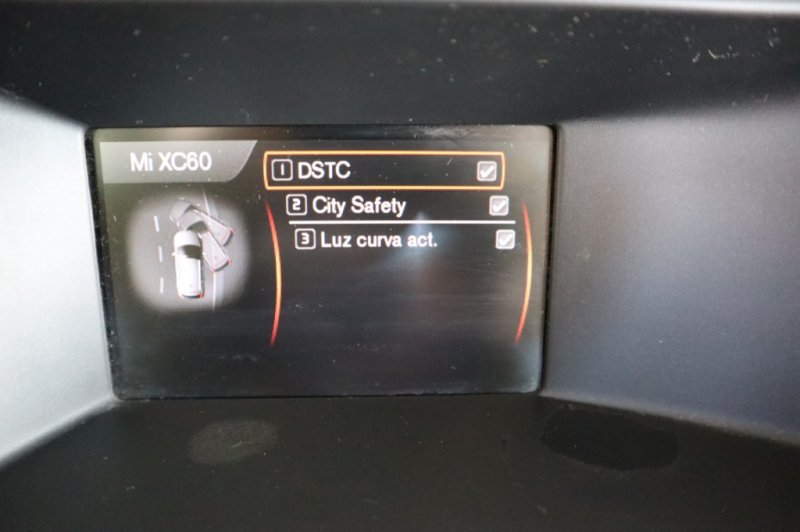 Mi XC60
1 DSTC
2 City Safety
3 Luz curva act.